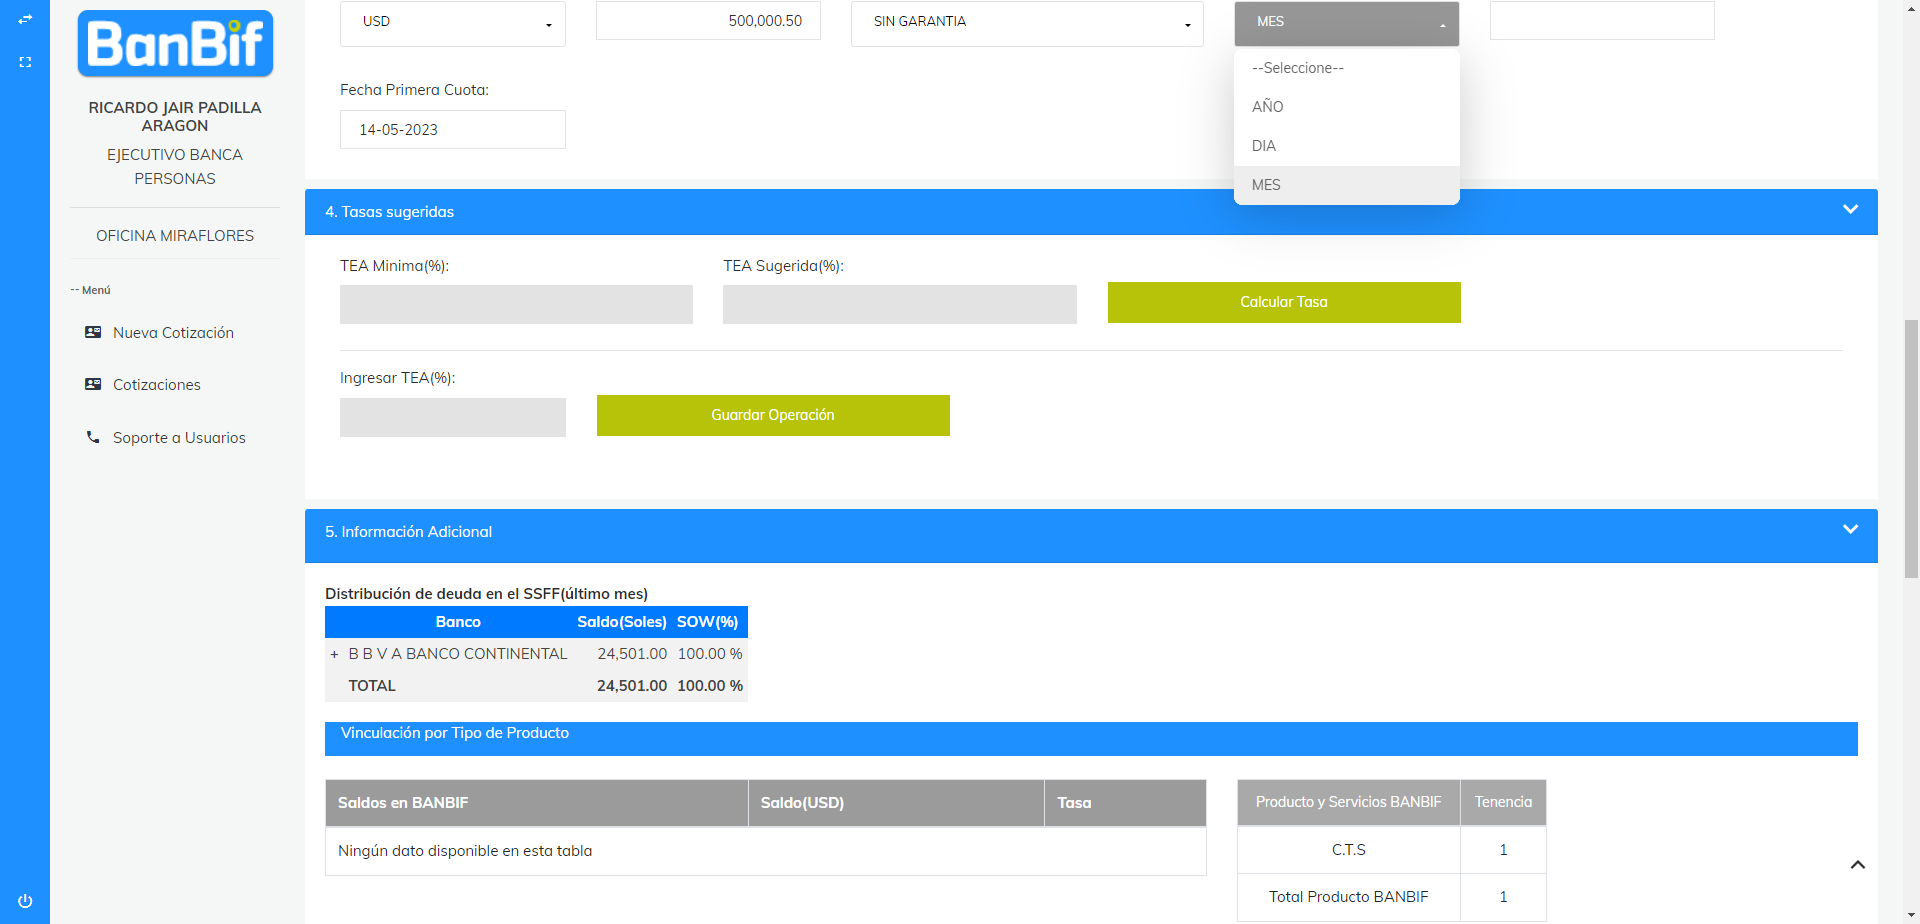 BanBif
RICARDO JAIR PADILLA
ARAGON
EJECUTIVO BANCA
PERSONAS
OFICINA MIRAFLORES
-- Menú
Nueva Cotización
Cotizaciones
Soporte a Usuarios
USD
500,000.50
SIN GARANTIA
MES
--Seleccione--
AÑO
DIA
MES
Fecha Primera Cuota:
14-05-2023
4. Tasas sugeridas
TEA Minima(%):
TEA Sugerida(%):
Calcular Tasa
Ingresar TEA(%):
Guardar Operación
5. Información Adicional
Distribución de deuda en el SSFF(último mes)
Banco Saldo(Soles) SOW(%)
+ B B V A BANCO CONTINENTAL 24,501.00 100.00 %
TOTAL 24,501.00 100.00 %
Vinculación por Tipo de Producto
Saldos en BANBIF Saldo(USD) Tasa
Ningún dato disponible en esta tabla
Producto y Servicios BANBIF Tenencia
C.T.S 1
Total Producto BANBIF 1